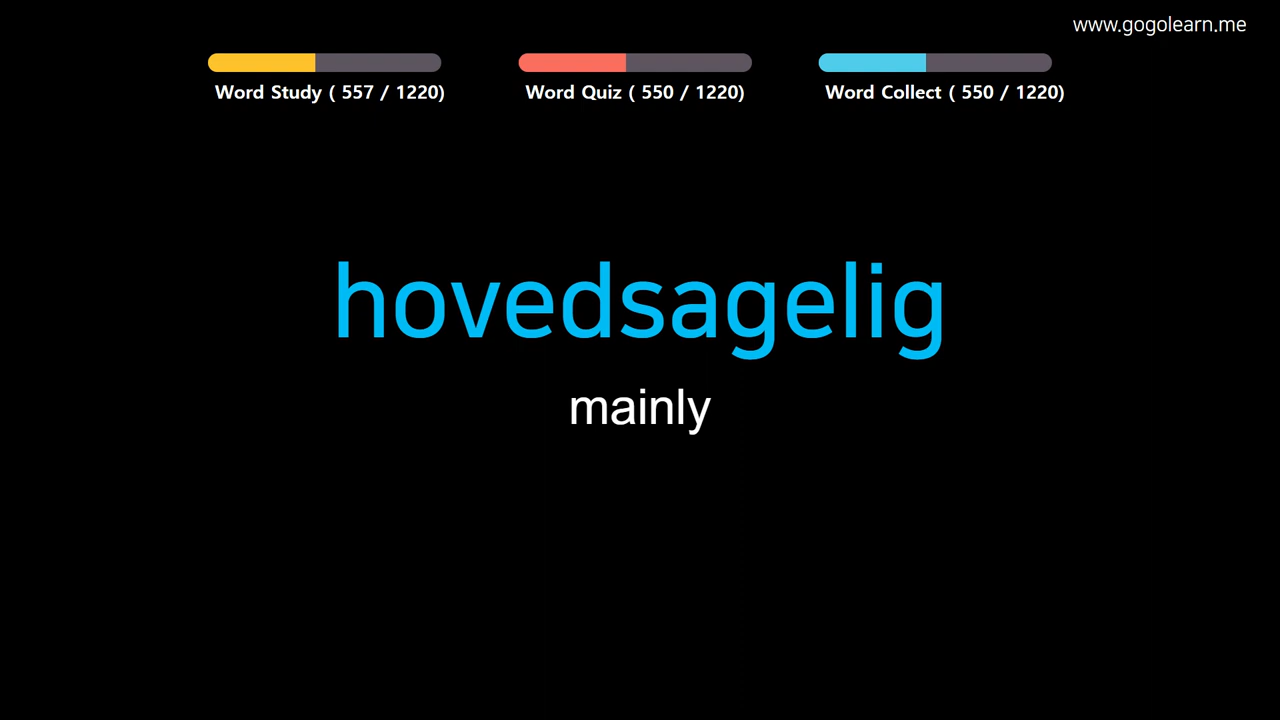 www.gogolearn.me
Word Study ( 557 / 1220)
Word Quiz ( 550 / 1220)
Word Collect ( 550 / 1220)
hovedsagelig
mainly